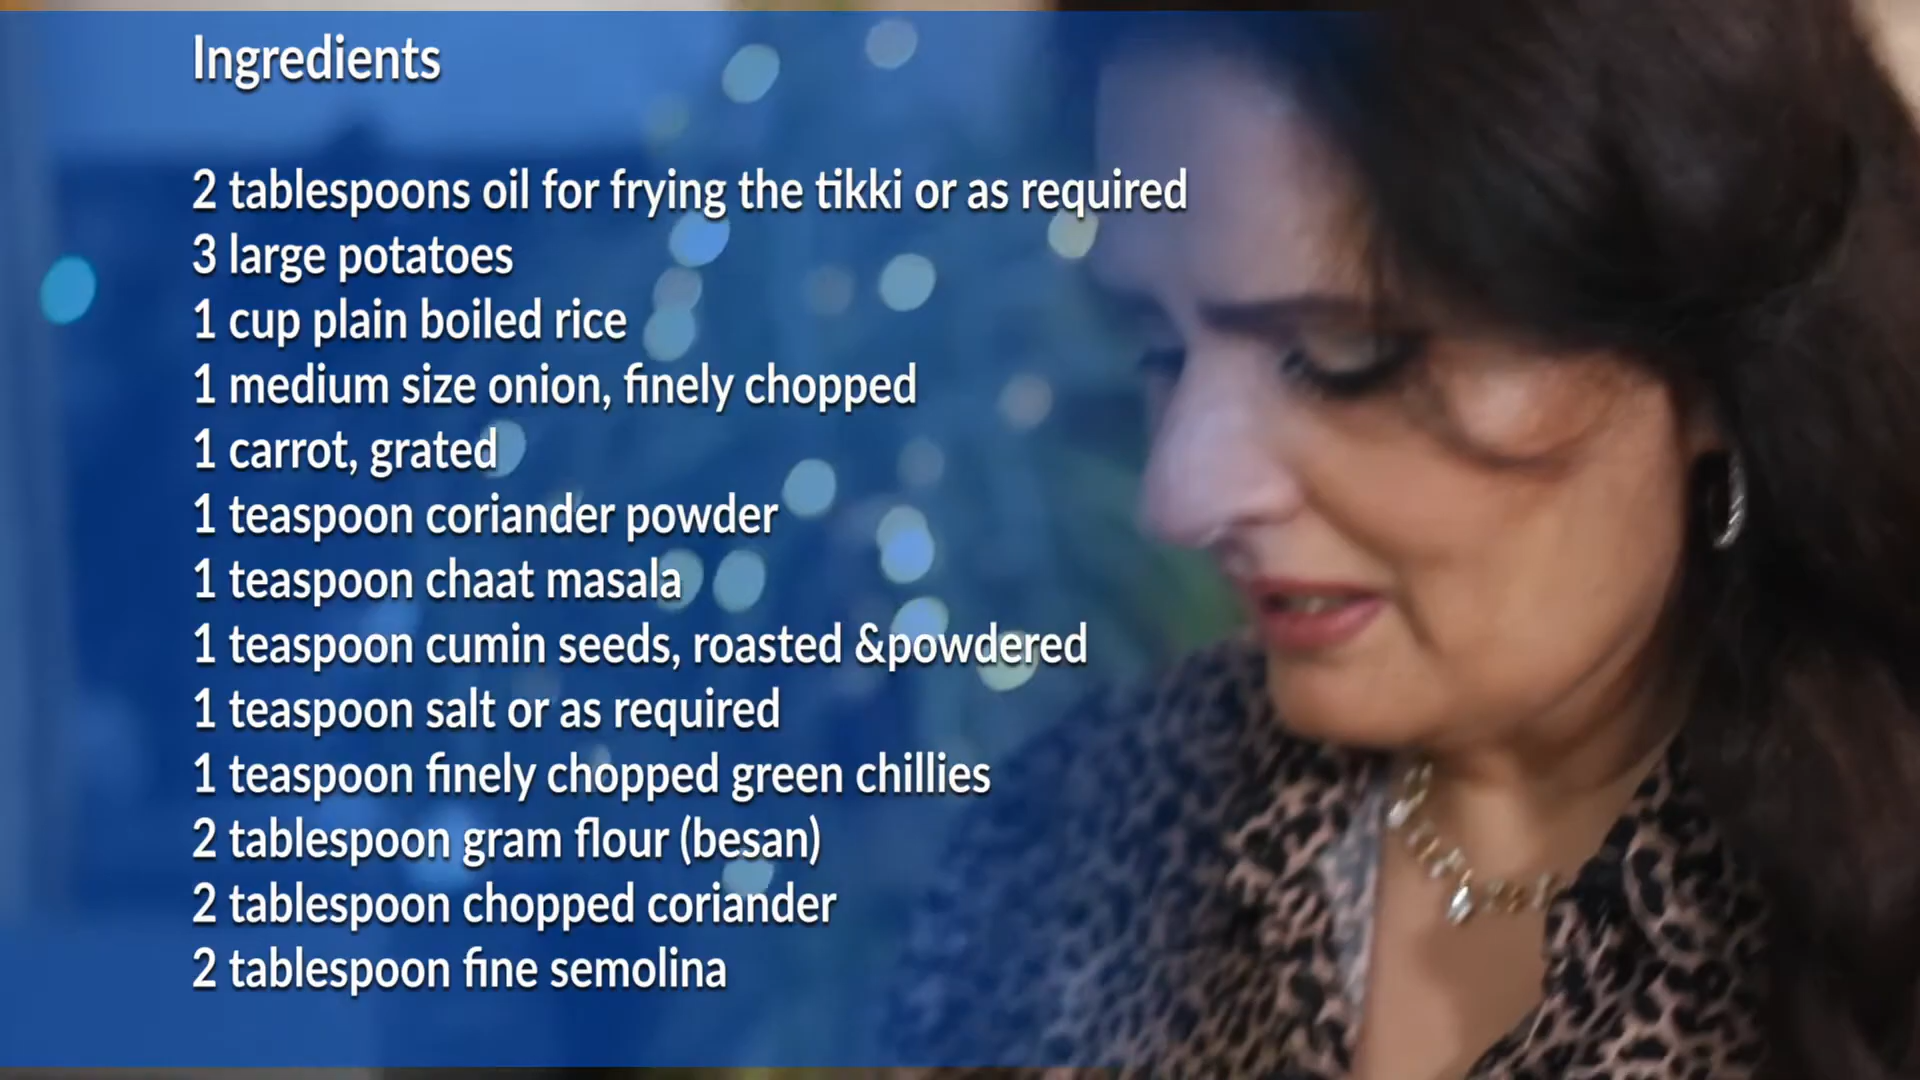 Ingredients
2 tablespoons oil for frying the tikki or as required
3 large potatoes
1 cup plain boiled rice
1 medium size onion, finely chopped
1 carrot, grated
1 teaspoon coriander powder
1 teaspoon chaat masala
1 teaspoon cumin seeds, roasted &powdered
1 teaspoon salt or as required
1 teaspoon finely chopped green chillies
2 tablespoon gram flour (besan)
2 tablespoon chopped coriander
2 tablespoon fine semolina